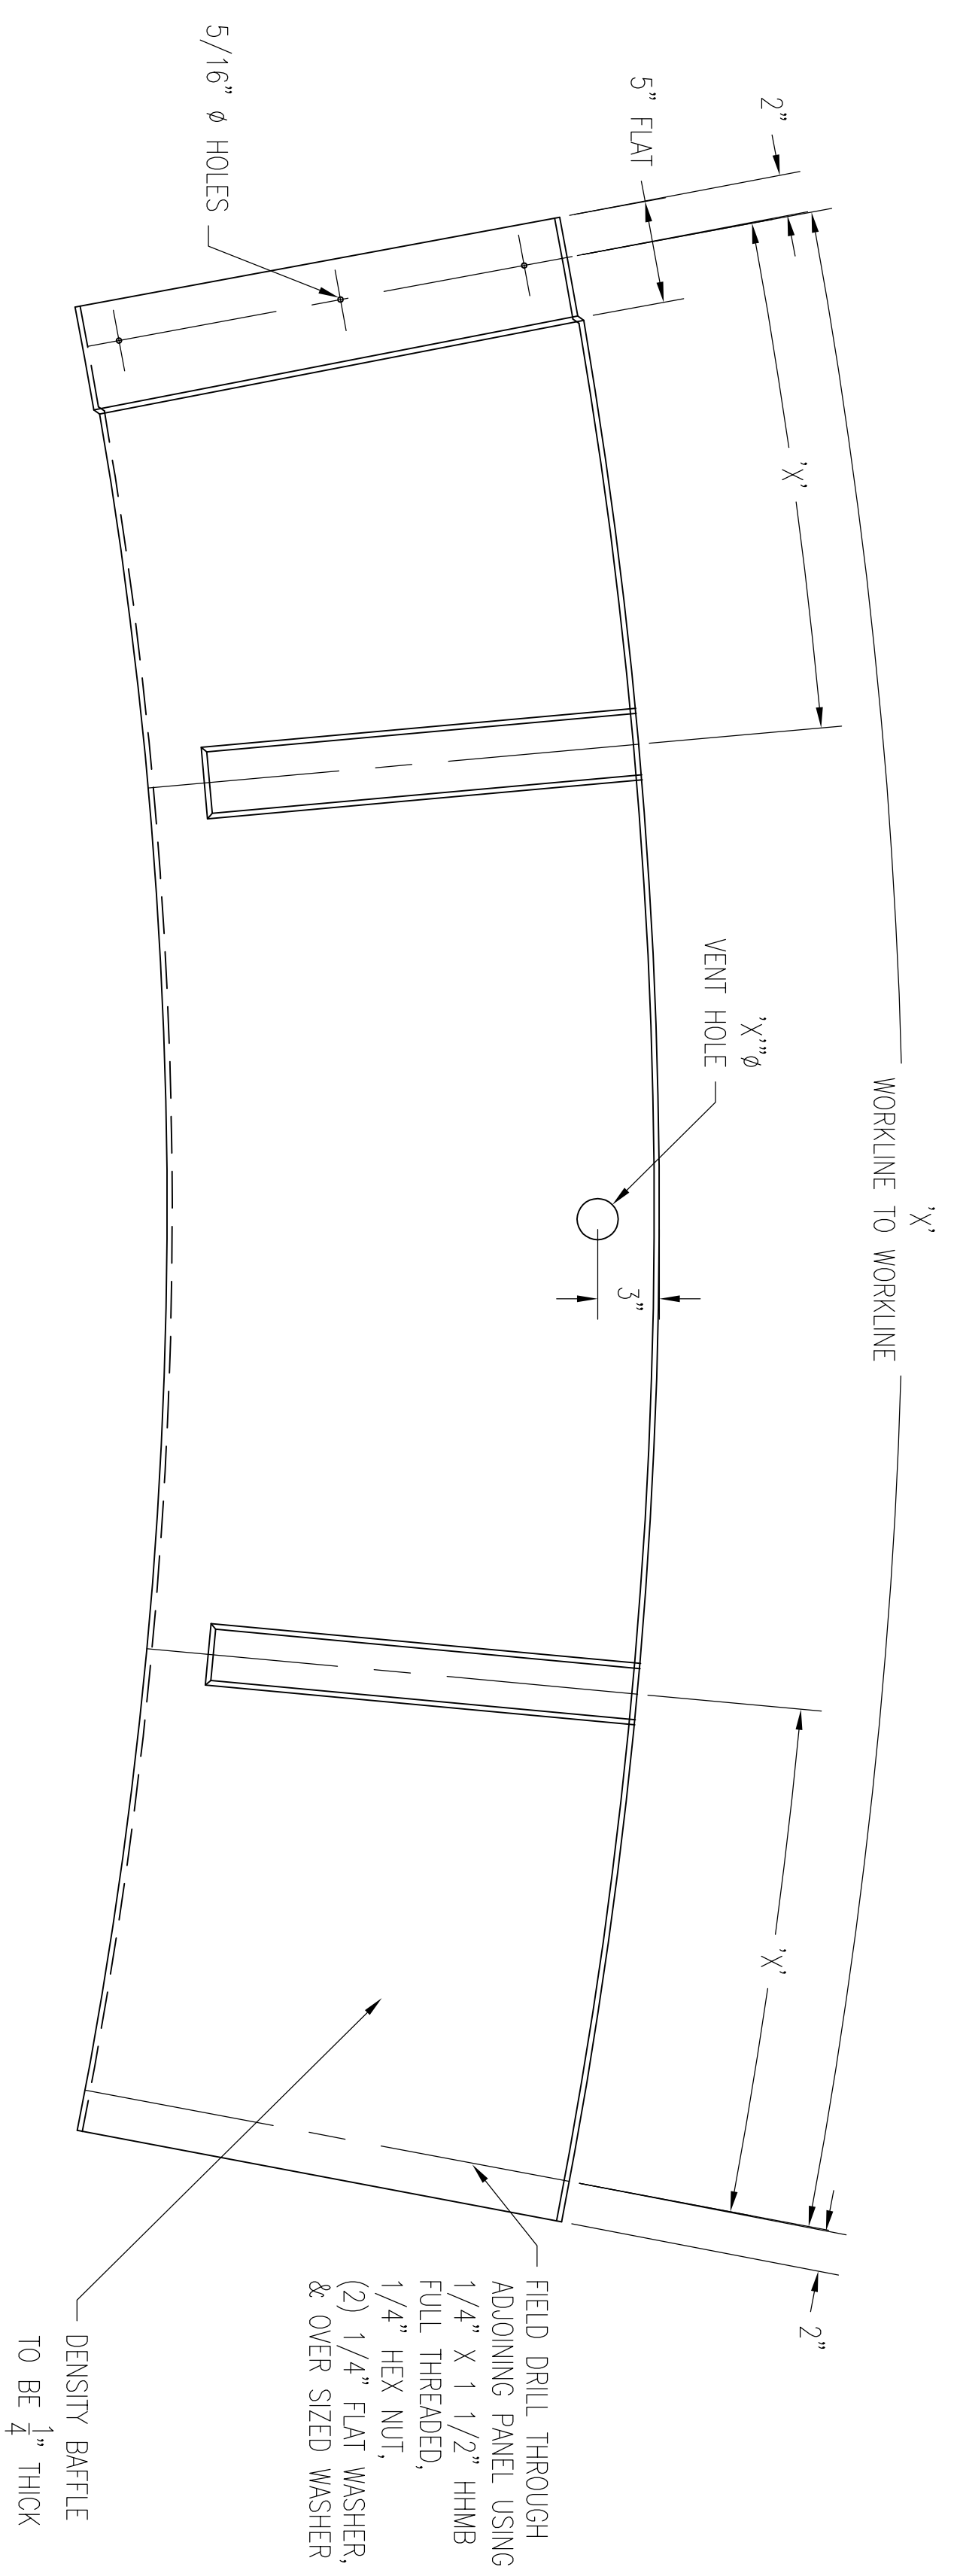 'X'
WORKLINE TO WORKLINE
2"
'X'
'X'
2"
5" FLAT
'X'"ø
VENT HOLE
3"
5/16" ø HOLES
FIELD DRILL THROUGH
ADJOINING PANEL USING
1/4" X 1 1/2" HHMB
FULL THREADED,
1/4" HEX NUT,
(2) 1/4" FLAT WASHER,
& OVER SIZED WASHER
DENSITY BAFFLE
TO BE 1/4" THICK